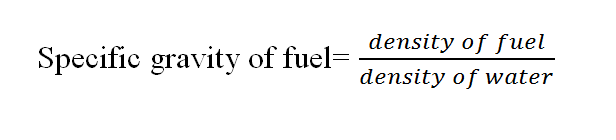 Specific gravity of fuel= density of fuel
density of water